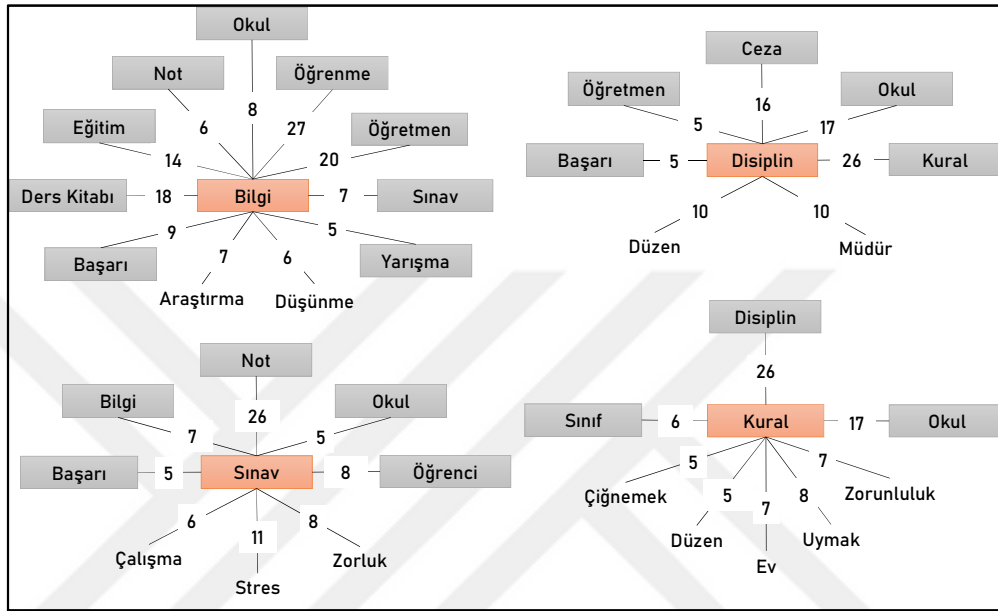 Okul
Not
Öğrenme
6
8
27
Eğitim
Öğretmen
14
20
Ders Kitabı
18
Bilgi
7
Sınav
9
5
Başarı
7
6
Yarışma
Araştırma
Düşünme
Ceza
Öğretmen
Okul
5
16
17
Başarı
5
Disiplin
26
Kural
10
10
Düzen
Müdür
Not
Bilgi
Okul
7
26
5
Başarı
5
Sınav
8
Öğrenci
6
11
8
Çalışma
Zorluk
Stres
Disiplin
26
Sınıf
6
Kural
17
Okul
5
7
5
7
8
Çiğnemek
Zorunluluk
Düzen
Uymak
Ev